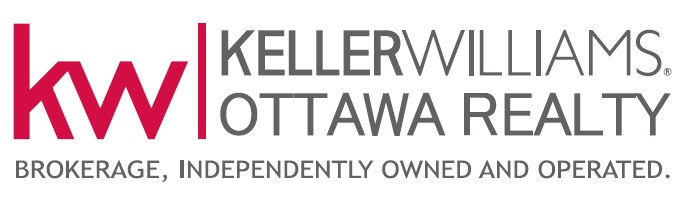 kw KELLERWILLIAMS®
OTTAWA REALTY
BROKERAGE, INDEPENDENTLY OWNED AND OPERATED.